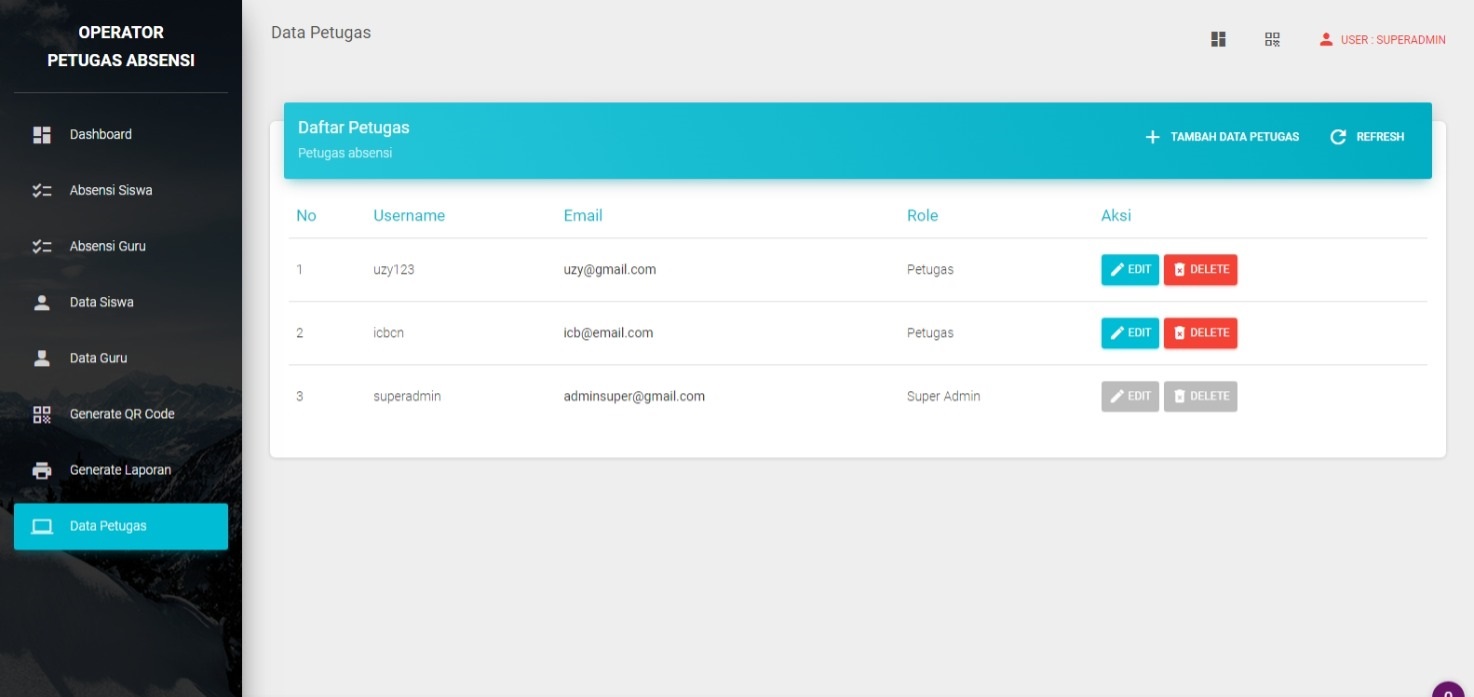 OPERATOR
PETUGAS ABSENSI
Dashboard
Absensi Siswa
Absensi Guru
Data Siswa
Data Guru
Generate QR Code
Generate Laporan
Data Petugas
Data Petugas
USER : SUPERADMIN
Daftar Petugas
Petugas absensi
TAMBAH DATA PETUGAS REFRESH
No Username Email Role Aksi
1 uzy123 uzy@gmail.com Petugas EDIT DELETE
2 icbcn icb@email.com Petugas EDIT DELETE
3 superadmin adminsuper@gmail.com Super Admin EDIT DELETE